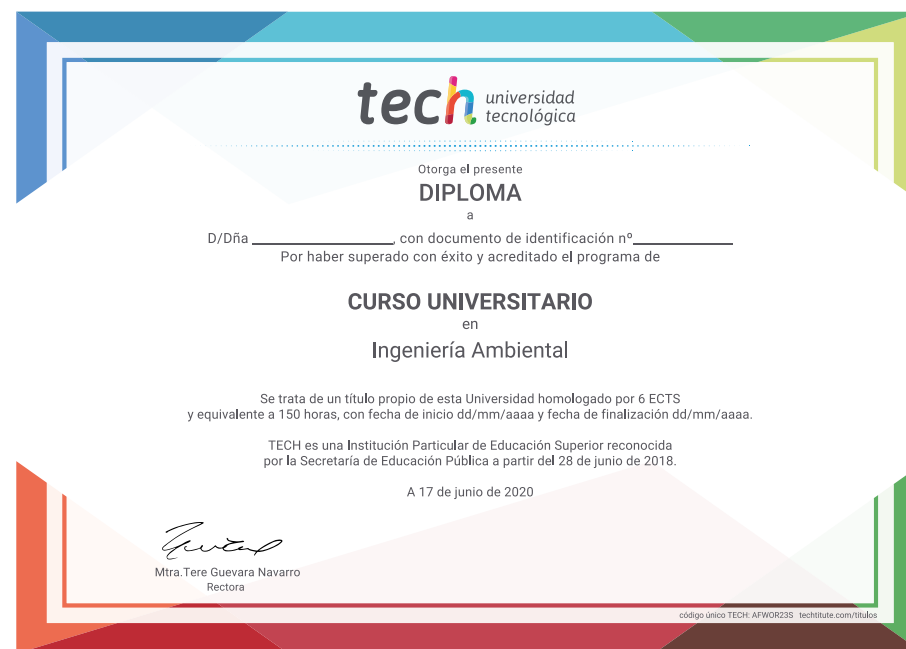 tech universidad
tecnológica
Otorga el presente
DIPLOMA
a
D/Dña ____________________, con documento de identificación nº______________
Por haber superado con éxito y acreditado el programa de
CURSO UNIVERSITARIO
en
Ingeniería Ambiental
Se trata de un título propio de esta Universidad homologado por 6 ECTS
y equivalente a 150 horas, con fecha de inicio dd/mm/aaaa y fecha de finalización dd/mm/aaaa.
TECH es una Institución Particular de Educación Superior reconocida
por la Secretaría de Educación Pública a partir del 28 de junio de 2018.
A 17 de junio de 2020
Mtra.Tere Guevara Navarro
Rectora
código único TECH: AFWOR23S techtitute.com/titulos